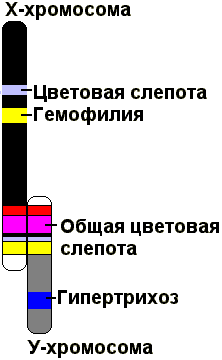 X-хромосома
Цветовая слепота
Гемофилия
Общая цветовая
слепота
Гипертрихоз
У-хромосома